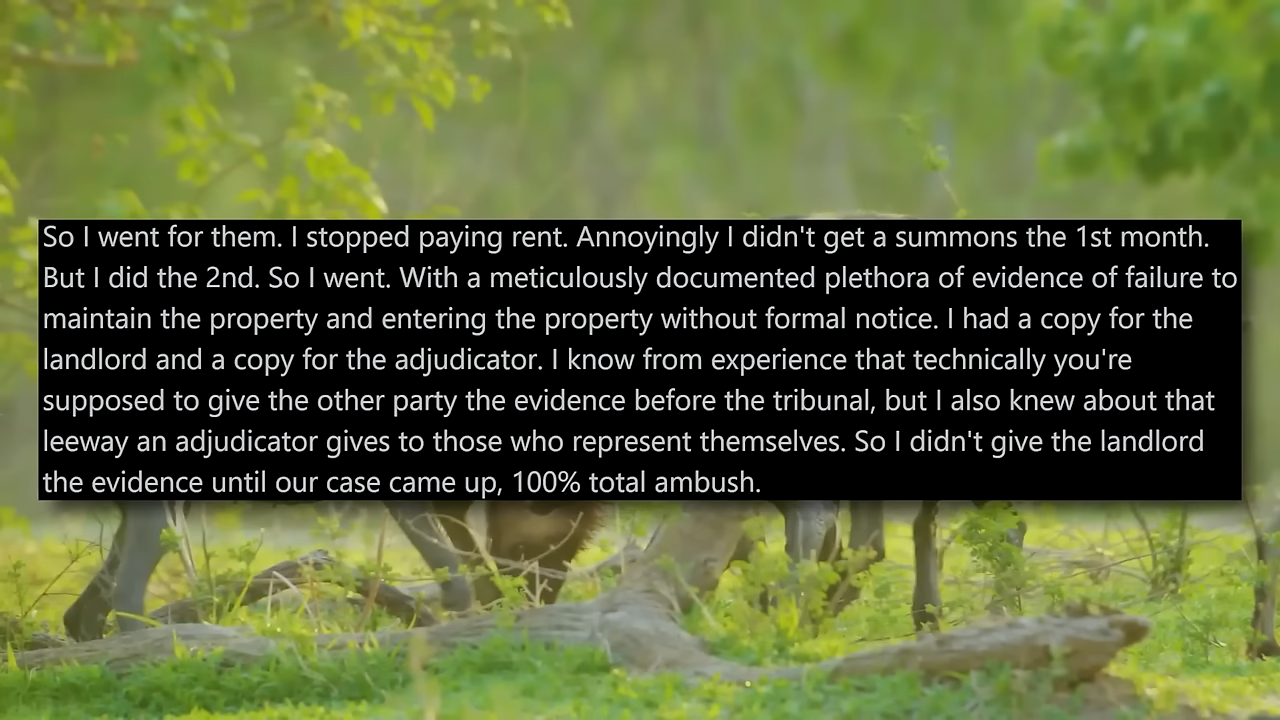 So I went for them. I stopped paying rent. Annoyingly I didn't get a summons the 1st month.
But I did the 2nd. So I went. With a meticulously documented plethora of evidence of failure to
maintain the property and entering the property without formal notice. I had a copy for the
landlord and a copy for the adjudicator. I know from experience that technically you're
supposed to give the other party the evidence before the tribunal, but I also knew about that
leeway an adjudicator gives to those who represent themselves. So I didn't give the landlord
the evidence until our case came up, 100% total ambush.